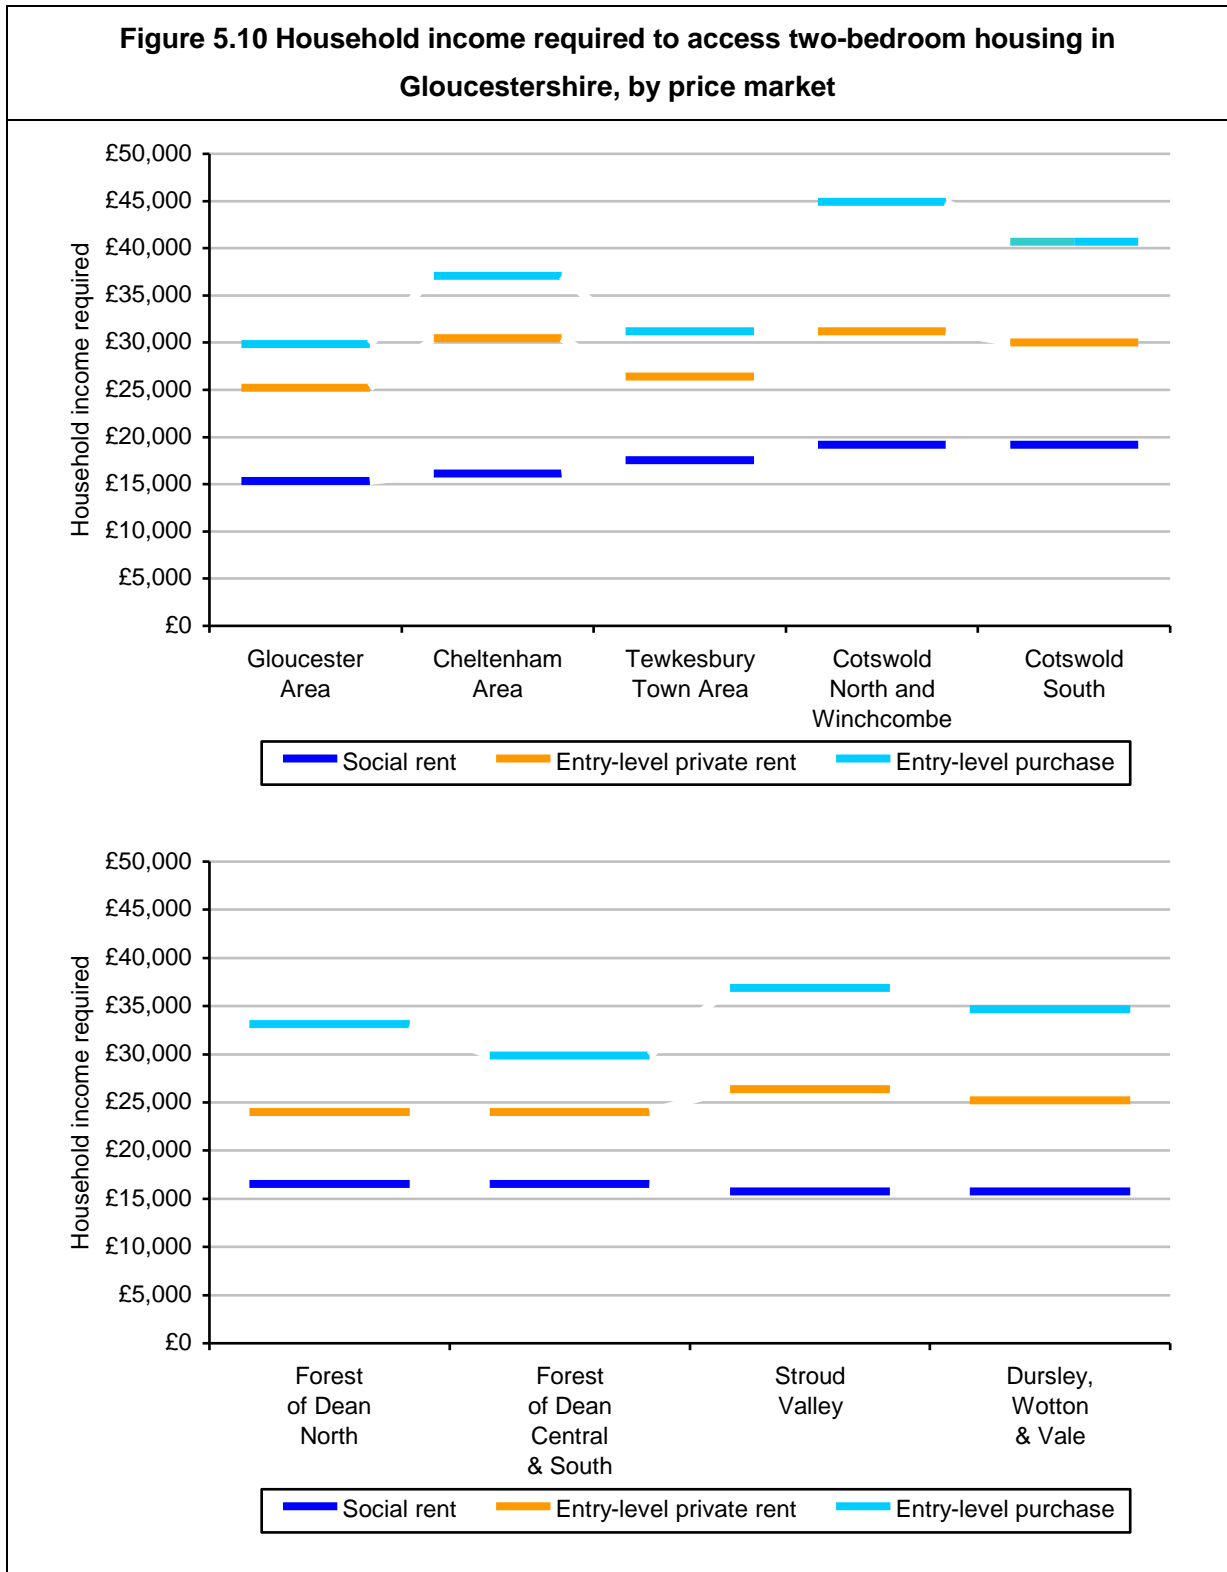 Figure 5.10 Household income required to access two-bedroom housing in
Gloucestershire, by price market
Household income required
£50,000
£45,000
£40,000
£35,000
£30,000
£25,000
£20,000
£15,000
£10,000
£5,000
£0
Gloucester
Area
Cheltenham
Area
Tewkesbury
Town Area
Cotswold
North and
Winchcombe
Cotswold
South
Social rent Entry-level private rent Entry-level purchase
Household income required
£50,000
£45,000
£40,000
£35,000
£30,000
£25,000
£20,000
£15,000
£10,000
£5,000
£0
Forest
of Dean
North
Forest
of Dean
Central
& South
Stroud
Valley
Dursley,
Wotton
& Vale
Social rent Entry-level private rent Entry-level purchase